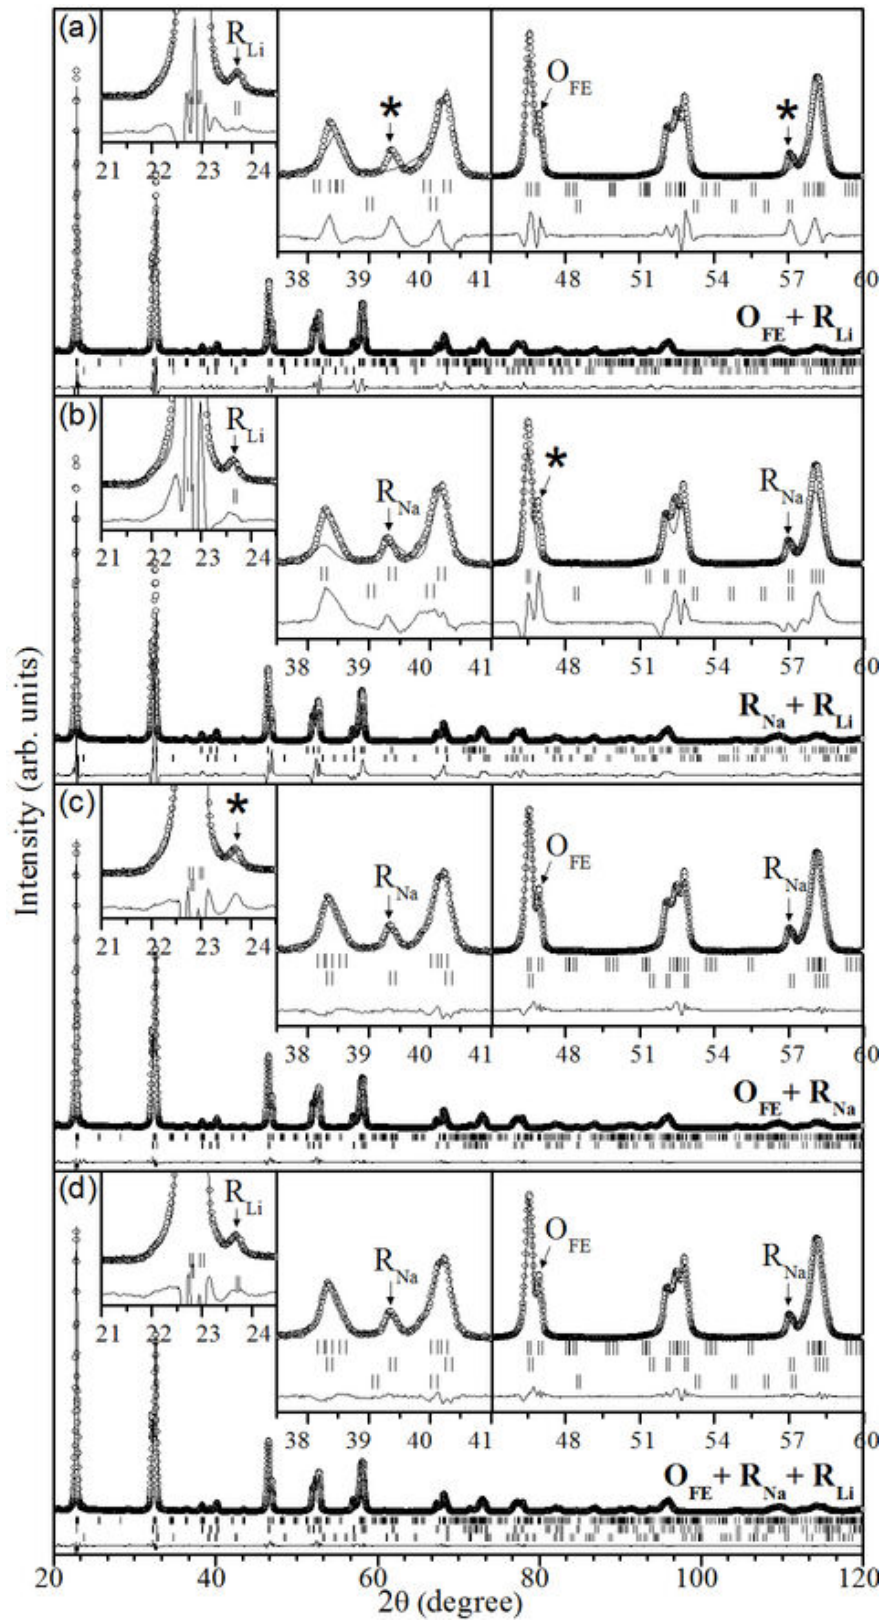 (a)
R_Li
*
O_FE
*
21 22 23 24
38 39 40 41
48 51 54 57 60
O_FE + R_Li
(b)
R_Li
R_Na
*
R_Na
21 22 23 24
38 39 40 41
48 51 54 57 60
R_Na + R_Li
(c)
*
R_Na
O_FE
R_Na
21 22 23 24
38 39 40 41
48 51 54 57 60
O_FE + R_Na
(d)
R_Li
R_Na
O_FE
R_Na
21 22 23 24
38 39 40 41
48 51 54 57 60
O_FE + R_Na + R_Li
20 40 60 80 100 120
2θ (degree)
Intensity (arb. units)